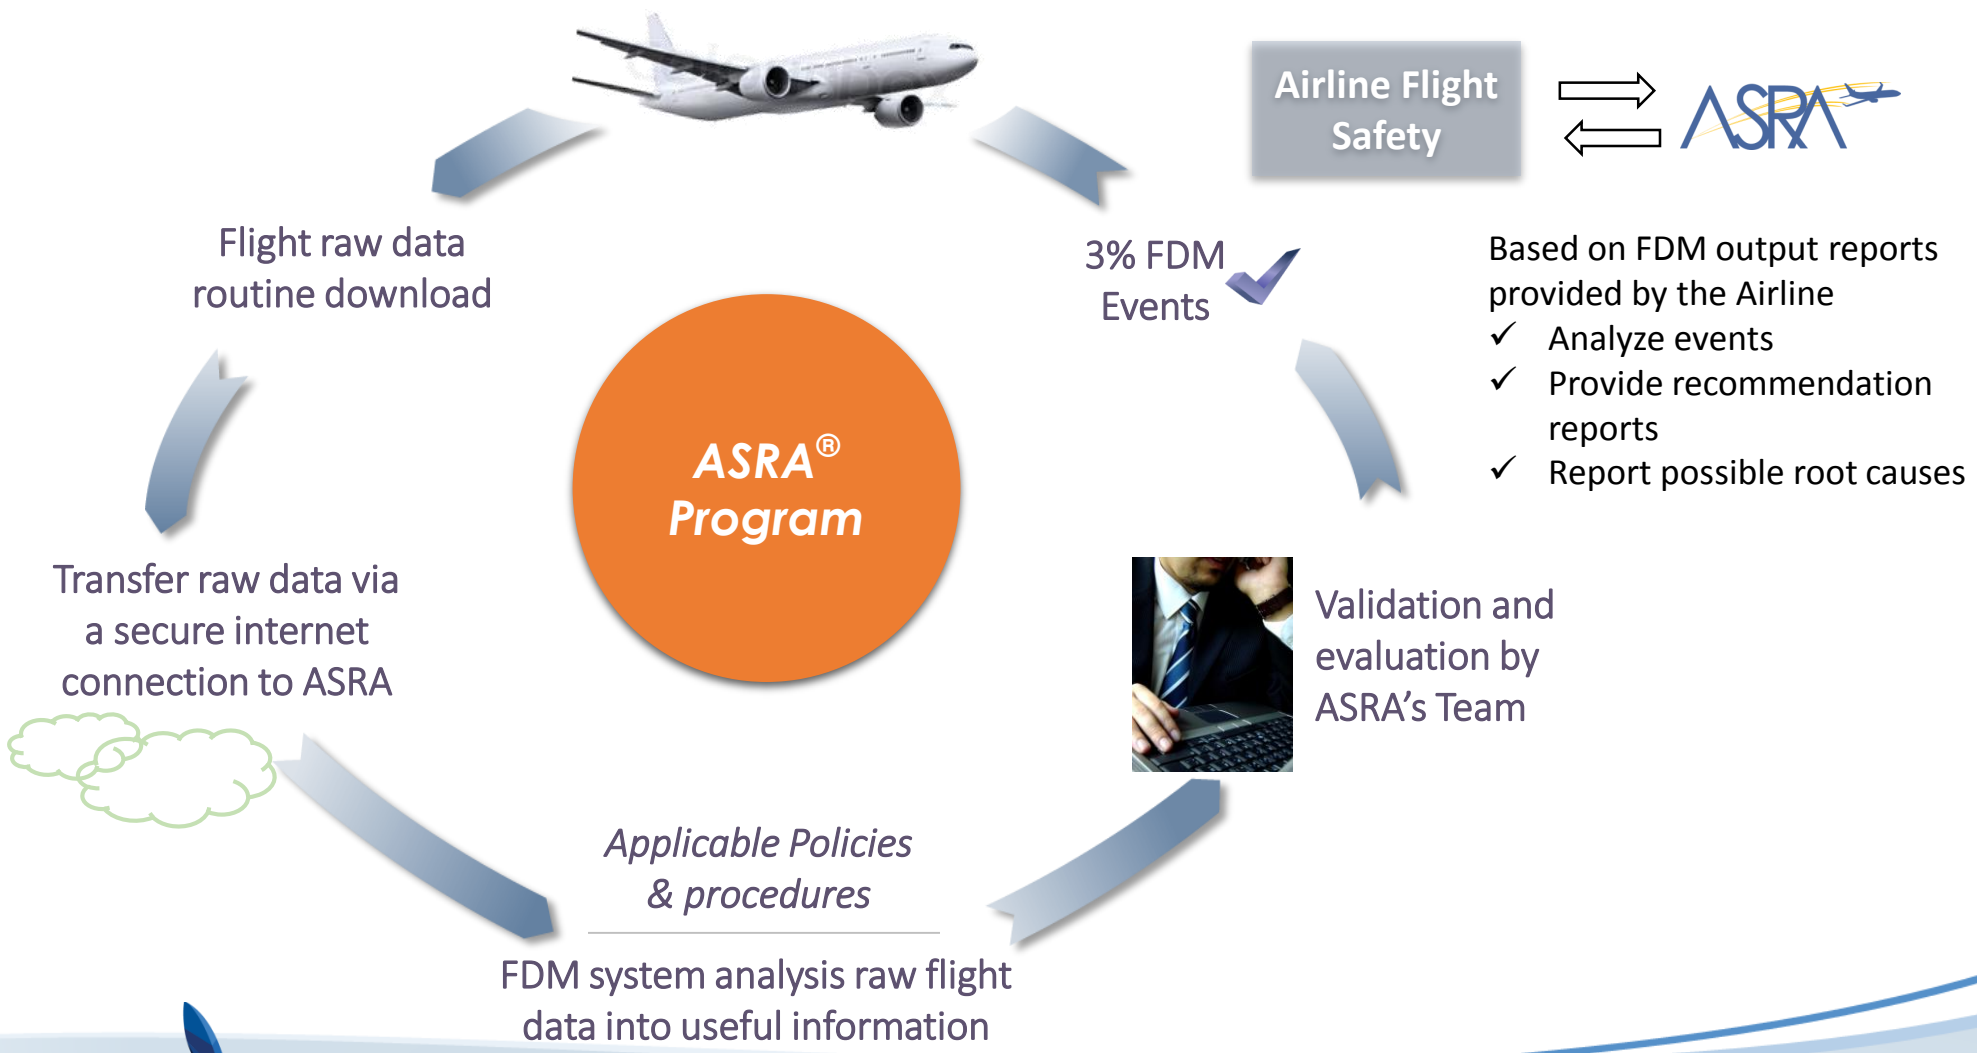 Airline Flight
Safety
ASRA
Flight raw data
routine download
3% FDM
Events
Based on FDM output reports
provided by the Airline
✓ Analyze events
✓ Provide recommendation
reports
✓ Report possible root causes
ASRA®
Program
Transfer raw data via
a secure internet
connection to ASRA
Validation and
evaluation by
ASRA’s Team
Applicable Policies
& procedures
FDM system analysis raw flight
data into useful information